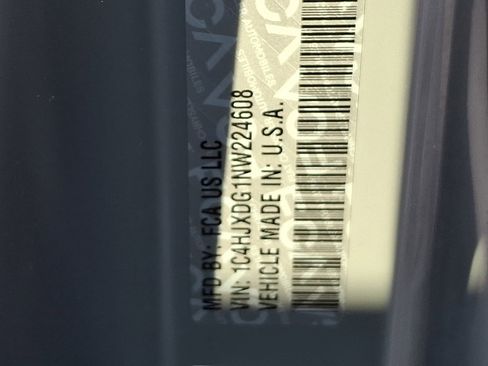 MFD BY: FCA US LLC
VIN: 1C4HJXDG1NW224608
VEHICLE MADE IN: U.S.A.